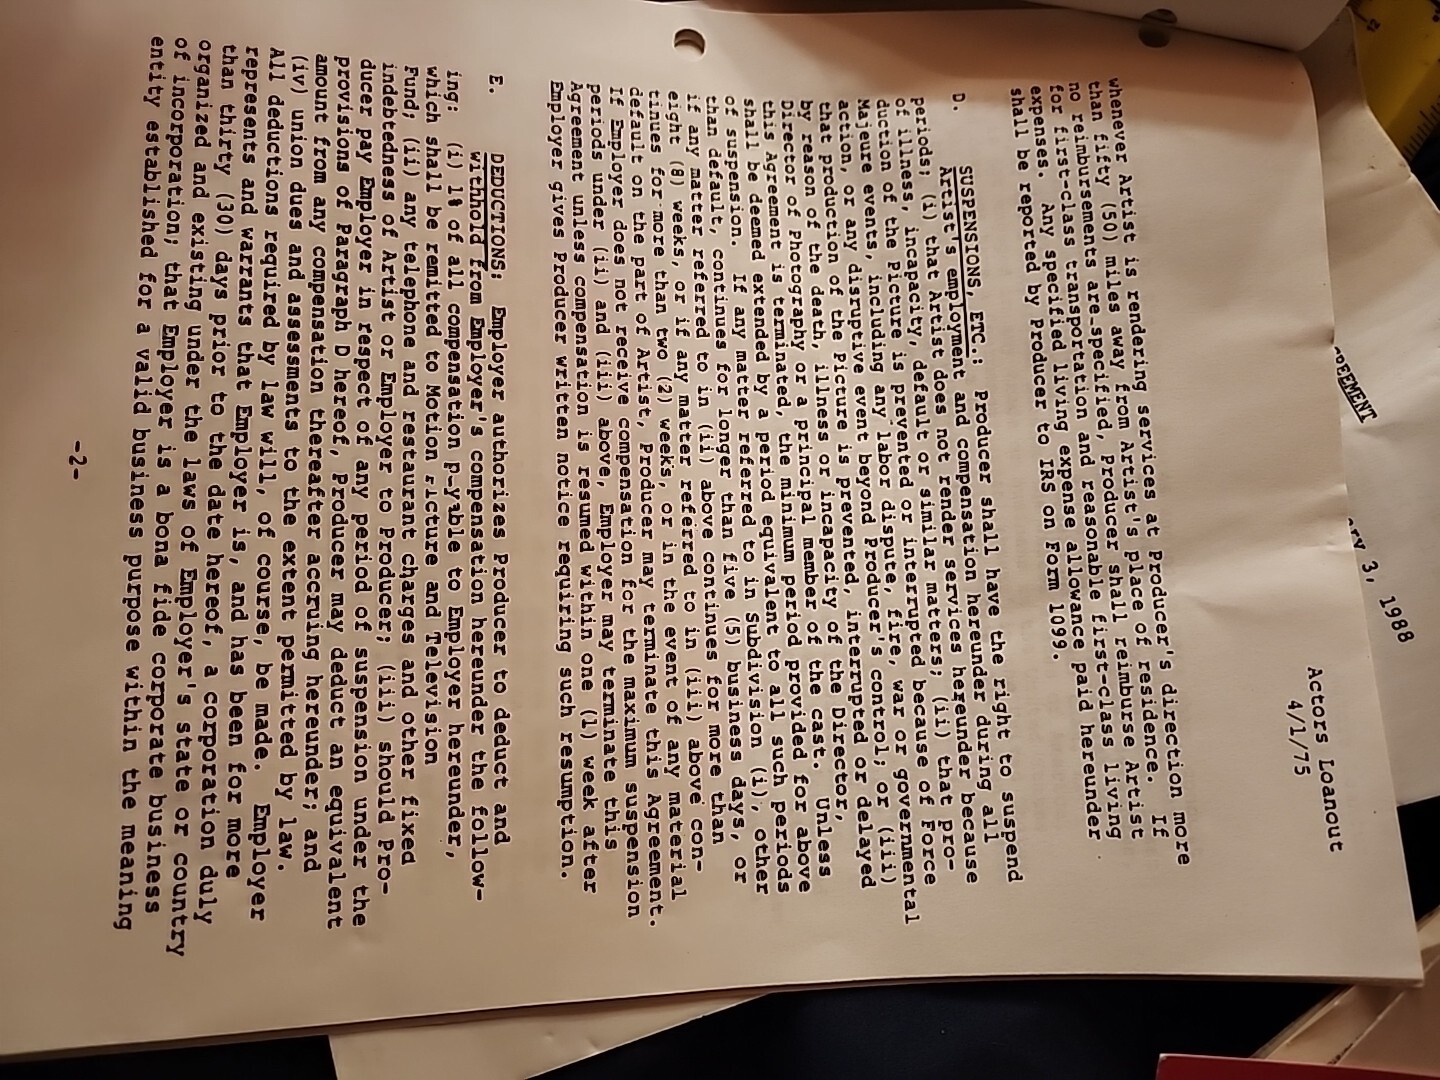 Actors Loanout
4/1/75
whenever Artist is rendering services at Producer's direction more
than fifty (50) miles away from Artist's place of residence. If
no reimbursements are specified, Producer shall reimburse Artist
for first-class transportation and reasonable first-class living
expenses. Any specified living expense allowance paid hereunder
shall be reported by Producer to IRS on Form 1099.
D. SUSPENSIONS, ETC.: Producer shall have the right to suspend
Artist's employment and compensation hereunder during all
periods: (i) that Artist does not render services hereunder because
of illness, incapacity, default or similar matters; (ii) that pro-
duction of the Picture is prevented or interrupted because of Force
Majeure events, including any labor dispute, fire, war or governmental
action, or any disruptive event beyond Producer's control; or (iii)
that production of the Picture is prevented, interrupted or delayed
by reason of the death, illness or incapacity of the Director,
Director of Photography or a principal member of the cast. Unless
this Agreement is terminated, the minimum period provided for above
shall be deemed extended by a period equivalent to all such periods
of suspension. If any matter referred to in Subdivision (i), other
than default, continues for longer than five (5) business days, or
if any matter referred to in (ii) above continues for more than
eight (8) weeks, or if any matter referred to in (iii) above con-
tinues for more than two (2) weeks, or in the event of any material
default on the part of Artist, Producer may terminate this Agreement.
If Employer does not receive compensation for the maximum suspension
periods under (ii) and (iii) above, Employer may terminate this
Agreement unless compensation is resumed within one (1) week after
Employer gives Producer written notice requiring such resumption.
E. DEDUCTIONS: Employer authorizes Producer to deduct and
withhold from Employer's compensation hereunder the follow-
ing: (i) 1% of all compensation p-yable to Employer hereunder,
which shall be remitted to Motion Picture and Television
Fund; (ii) any telephone and restaurant charges and other fixed
indebtedness of Artist or Employer to Producer; (iii) should Pro-
ducer pay Employer in respect of any period of suspension under the
provisions of Paragraph D hereof, Producer may deduct an equivalent
amount from any compensation thereafter accruing hereunder; and
(iv) union dues and assessments to the extent permitted by law.
All deductions required by law will, of course, be made. Employer
represents and warrants that Employer is, and has been for more
than thirty (30) days prior to the date hereof, a corporation duly
organized and existing under the laws of Employer's state or country
of incorporation; that Employer is a bona fide corporate business
entity established for a valid business purpose within the meaning
-2-
REEMENT
3, 1988
12